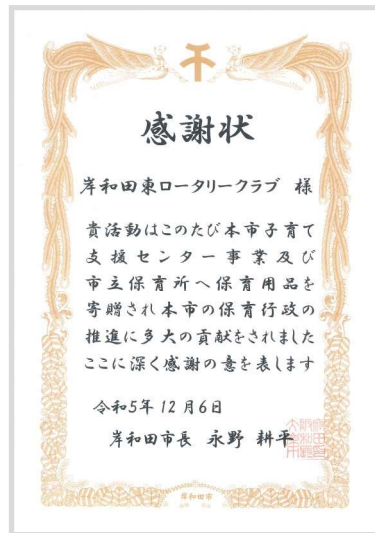 感謝状
岸和田東ロータリークラブ 様
貴活動はこのたび本市子育て
支援センター事業及び
市立保育所へ保育用品を
寄贈され本市の保育行政の
推進に多大の貢献をされました
ここに深く感謝の意を表します
令和5年12月6日
岸和田市長 永野 耕平
岸和田市